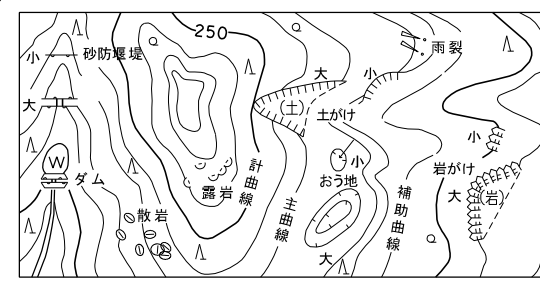 250
雨裂
小
砂防堰堤
大
小
大
(土)
土がけ
小
W
ダム
小
おう地
岩がけ
大
(岩)
露岩
計曲線
主曲線
補助曲線
散岩
大